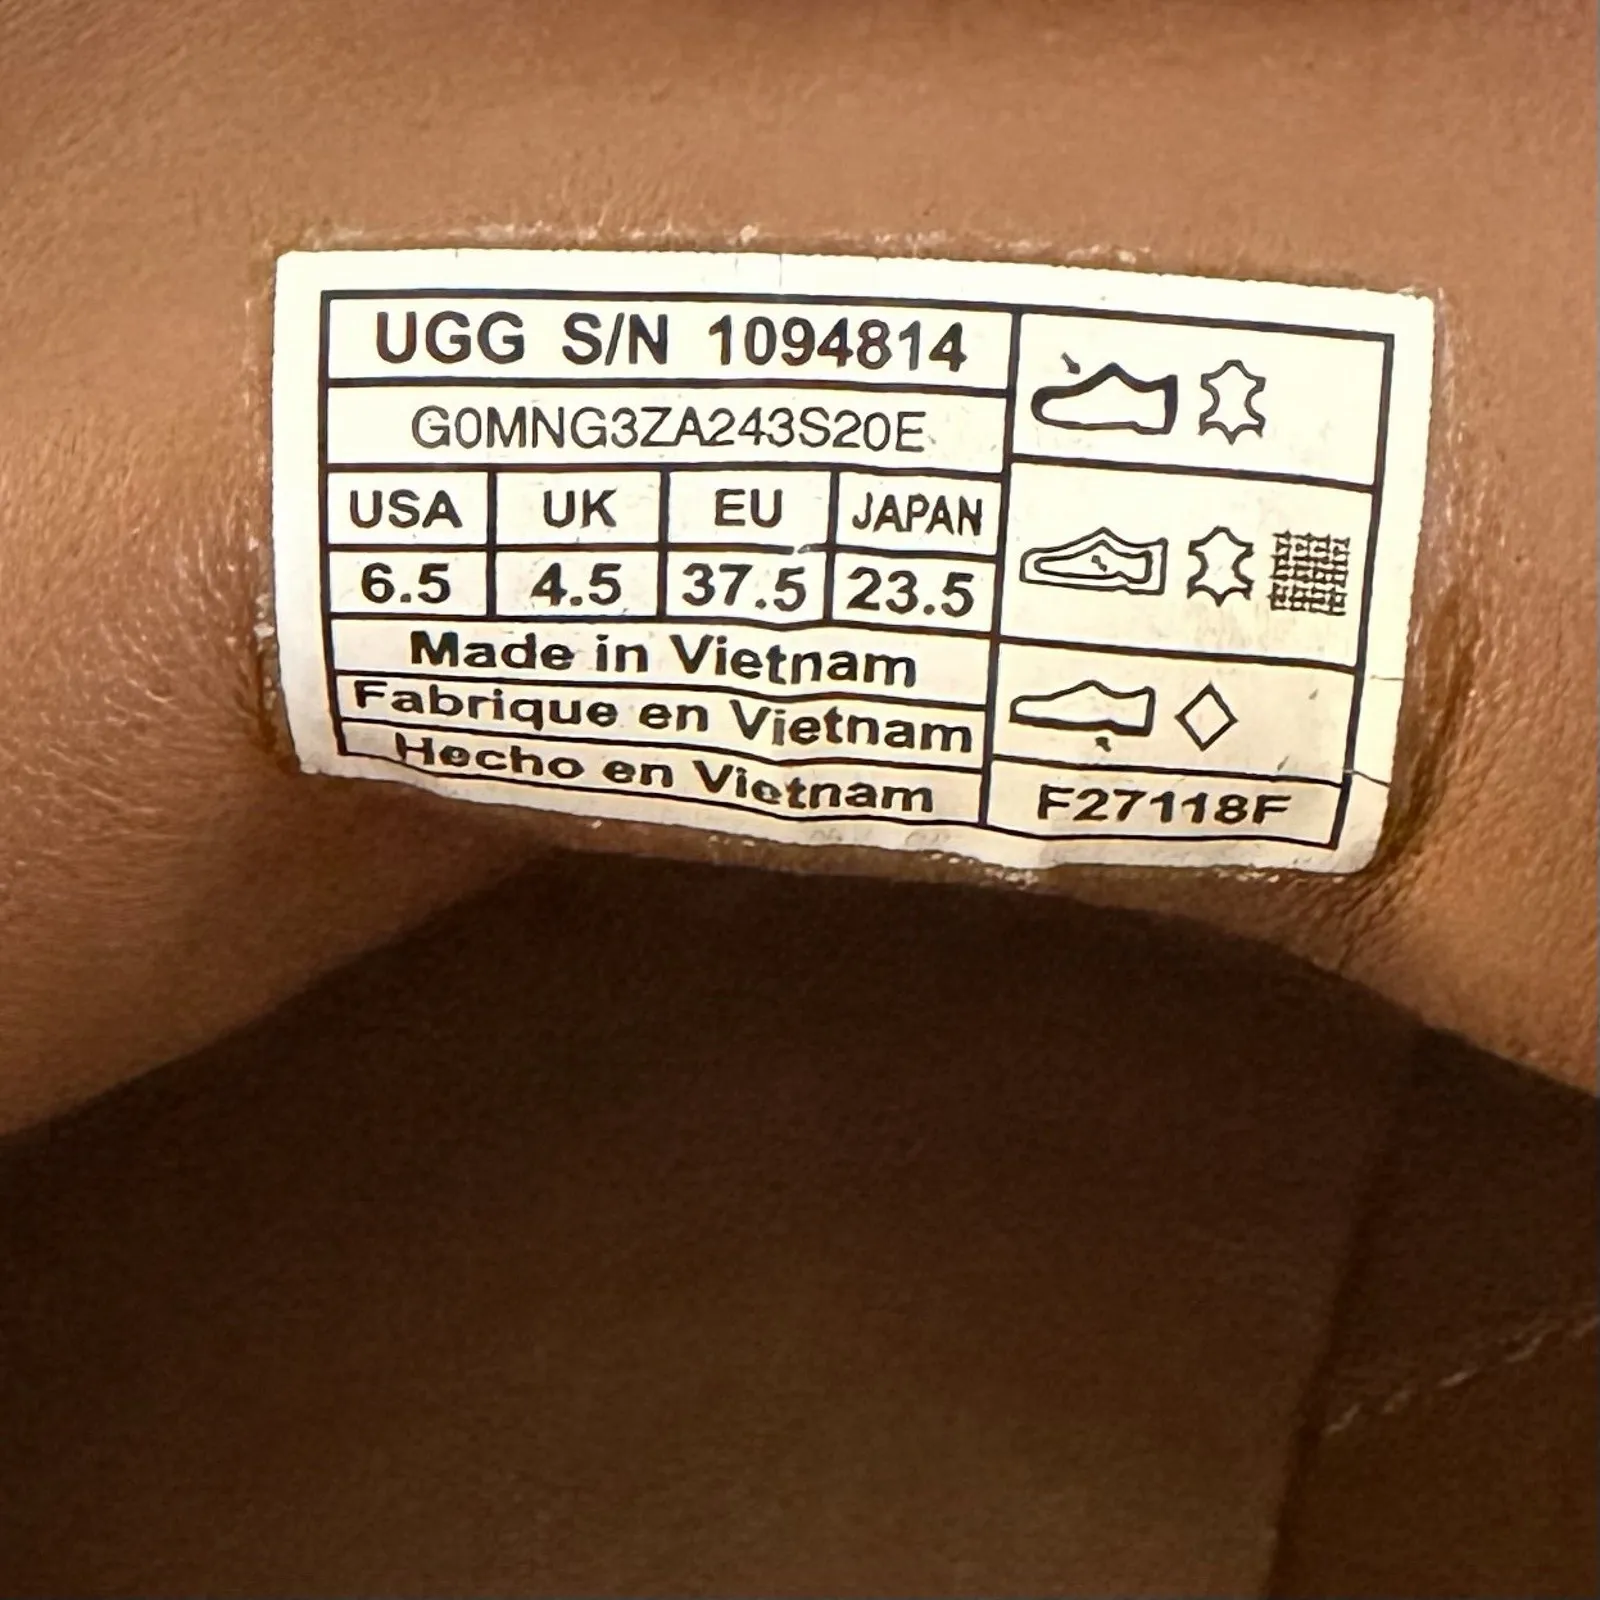 UGG S/N 1094814
G0MNG3ZA243S20E
USA UK EU JAPAN
6.5 4.5 37.5 23.5
Made in Vietnam
Fabrique en Vietnam
Hecho en Vietnam
F27118F